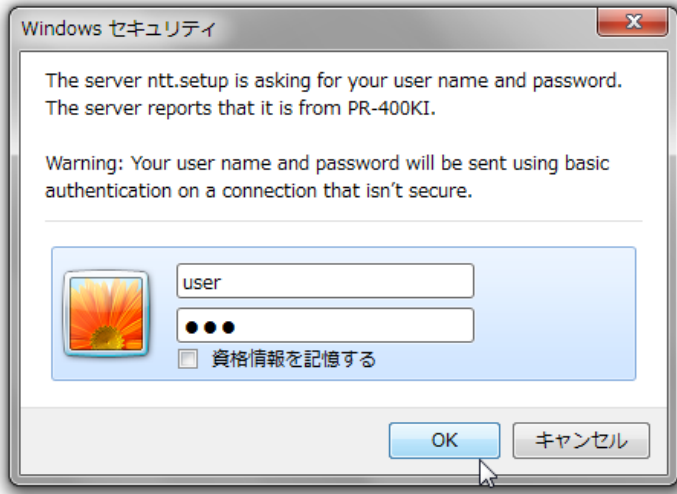 Windows セキュリティ
The server ntt.setup is asking for your user name and password.
The server reports that it is from PR-400KI.
Warning: Your user name and password will be sent using basic
authentication on a connection that isn't secure.
user
●●●
資格情報を記憶する
OK
キャンセル